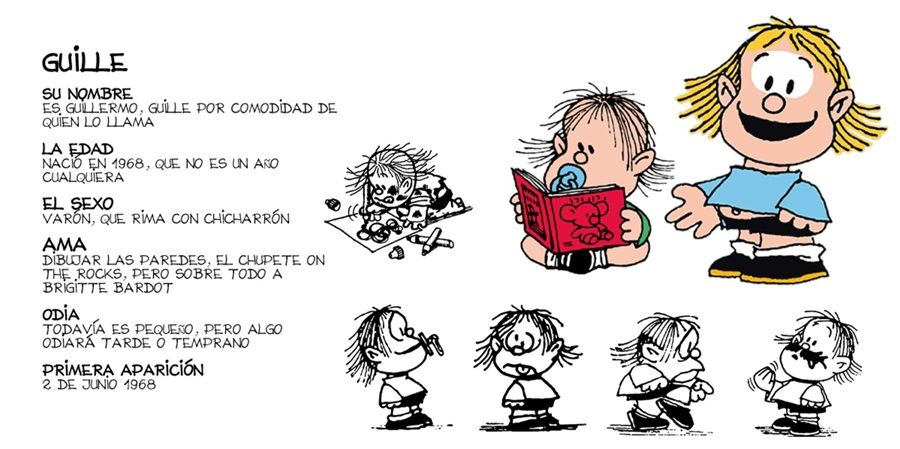 GUILLE
SU NOMBRE
ES GUILLERMO, GUILLE POR COMODIDAD DE
QUIEN LO LLAMA
LA EDAD
NACIÓ EN 1968, QUE NO ES UN AÑO
CUALQUIERA
EL SEXO
VARÓN, QUE RIMA CON CHICHARRÓN
AMA
DIBUJAR LAS PAREDES, EL CHUPETE ON
THE ROCKS, PERO SOBRE TODO A
BRIGITTE BARDOT
ODIA
TODAVÍA ES PEQUEÑO, PERO ALGO
ODIARÁ TARDE O TEMPRANO
PRIMERA APARICIÓN
2 DE JUNIO 1968